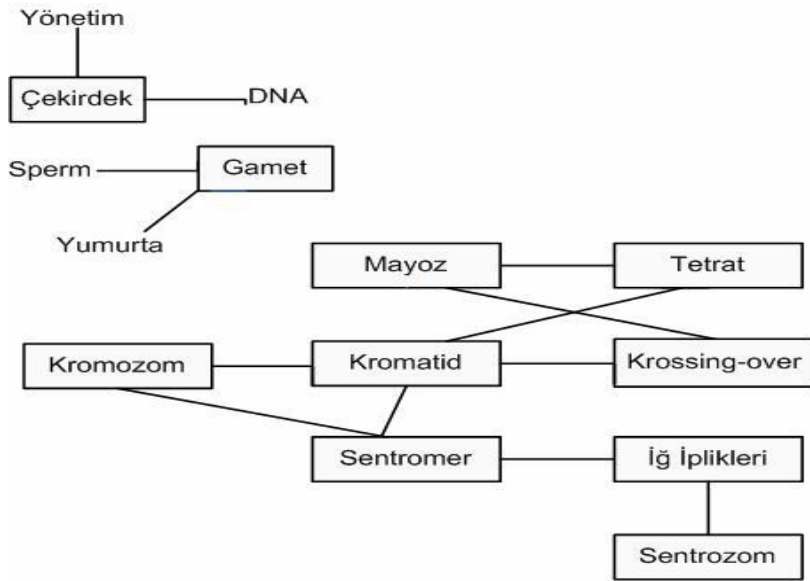 Yönetim
Çekirdek
DNA
Sperm
Gamet
Yumurta
Mayoz
Tetrat
Kromozom
Kromatid
Krossing-over
Sentromer
İğ İplikleri
Sentrozom